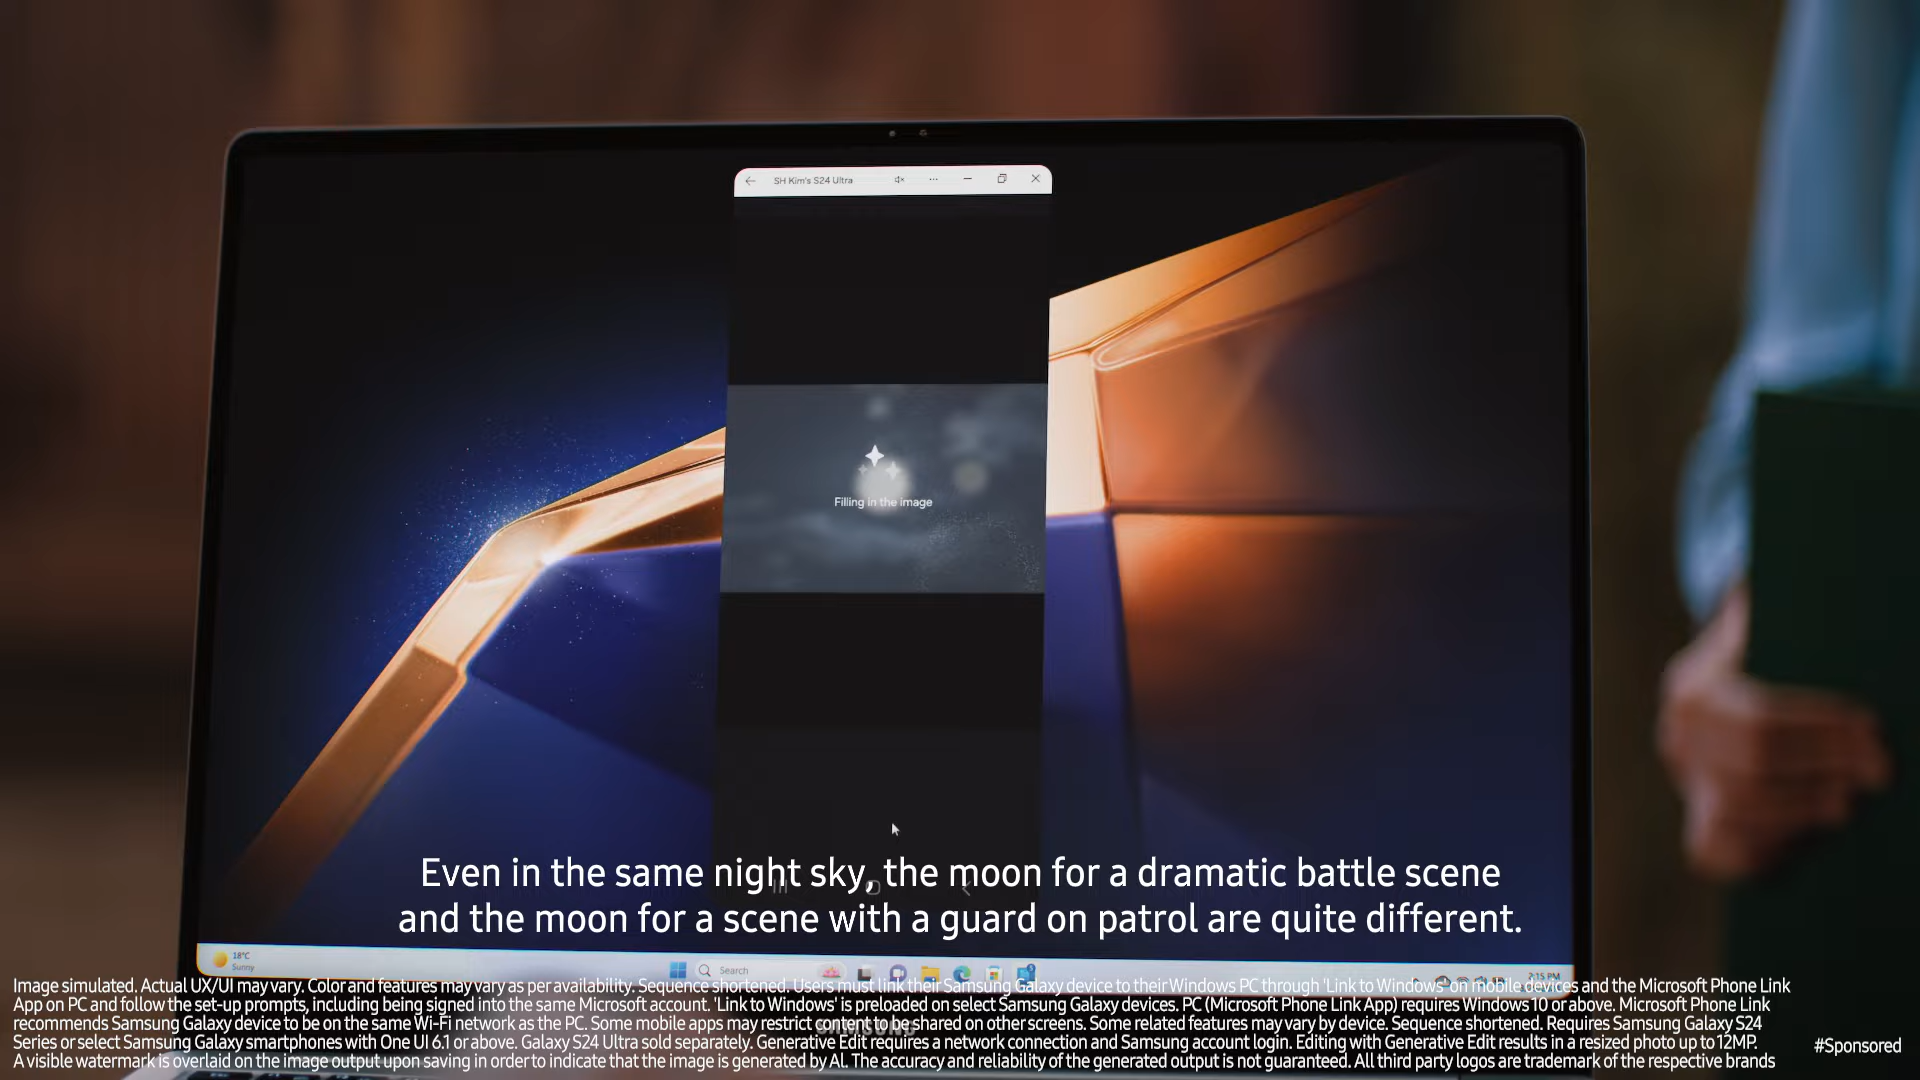 SH Kim's S24 Ultra
Filling in the image
Even in the same night sky, the moon for a dramatic battle scene
and the moon for a scene with a guard on patrol are quite different.
18°C
Sunny
Search
2:15 PM
Image simulated. Actual UX/UI may vary. Color and features may vary as per availability. Sequence shortened. Users must link their Samsung Galaxy device to their Windows PC through 'Link to Windows' on mobile devices and the Microsoft Phone Link
App on PC and follow the set-up prompts, including being signed into the same Microsoft account. 'Link to Windows' is preloaded on select Samsung Galaxy devices. PC (Microsoft Phone Link App) requires Windows 10 or above. Microsoft Phone Link
recommends Samsung Galaxy device to be on the same Wi-Fi network as the PC. Some mobile apps may restrict content to be shared on other screens. Some related features may vary by device. Sequence shortened. Requires Samsung Galaxy S24
Series or select Samsung Galaxy smartphones with One UI 6.1 or above. Galaxy S24 Ultra sold separately. Generative Edit requires a network connection and Samsung account login. Editing with Generative Edit results in a resized photo up to 12MP.
A visible watermark is overlaid on the image output upon saving in order to indicate that the image is generated by AI. The accuracy and reliability of the generated output is not guaranteed. All third party logos are trademark of the respective brands
SAMSUNG
#Sponsored